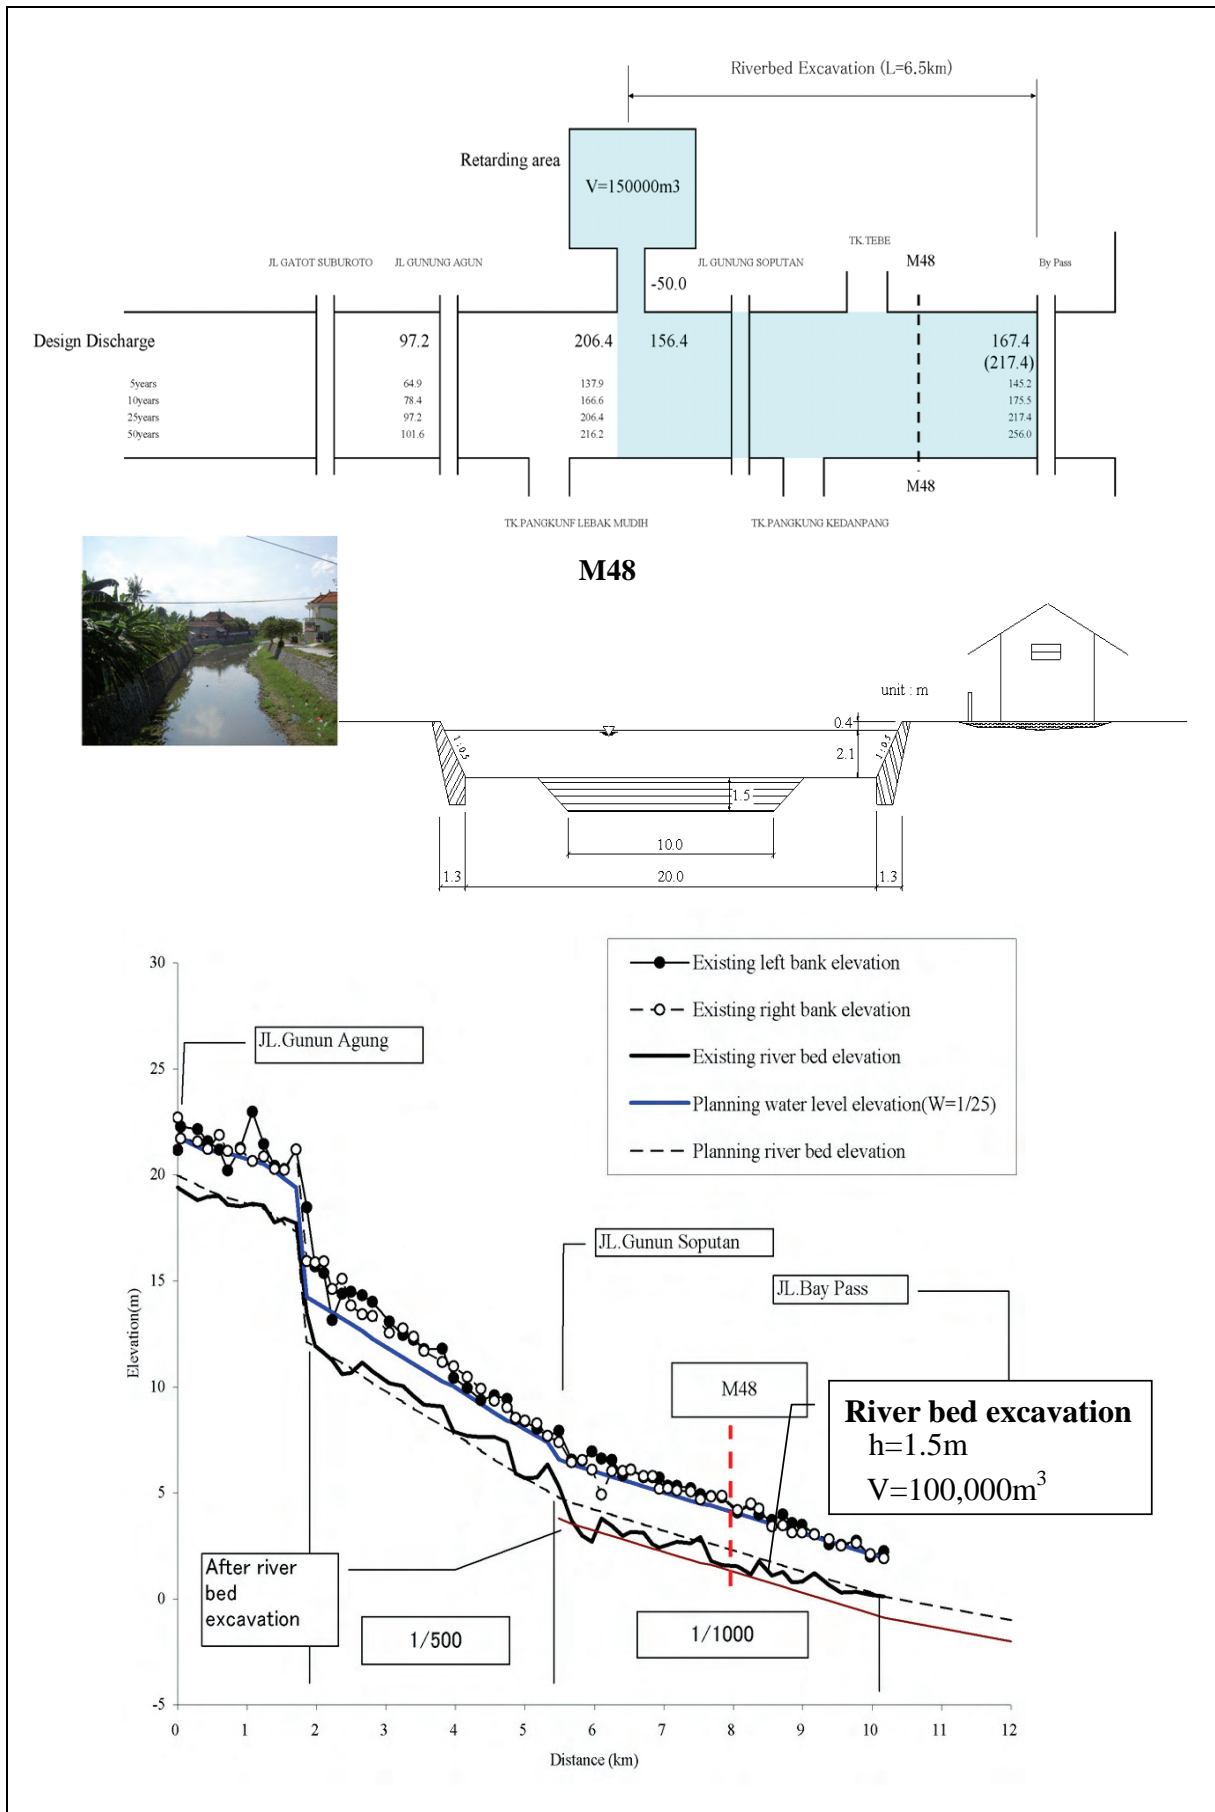 Riverbed Excavation (L=6.5km)
Retarding area
V=150000m3
TK.TEBE
JL GATOT SUBUROTO
JL GUNUNG AGUN
JL GUNUNG SOPUTAN
M48
By Pass
-50.0
Design Discharge
97.2
206.4
156.4
167.4
(217.4)
5years
64.9
137.9
145.2
10years
78.4
166.6
175.5
25years
97.2
206.4
217.4
50years
101.6
216.2
256.0
M48
TK.PANGKUNF LEBAK MUDIH
TK.PANGKUNG KEDANPANG
M48
unit : m
0.4
1:0.5
2.1
1:0.5
1.5
10.0
1.3
20.0
1.3
Existing left bank elevation
Existing right bank elevation
Existing river bed elevation
Planning water level elevation(W=1/25)
Planning river bed elevation
30
25
20
15
10
5
0
-5
Elevation(m)
JL.Gunun Agung
JL.Gunun Soputan
JL.Bay Pass
M48
River bed excavation
h=1.5m
V=100,000m³
After river
bed
excavation
1/500
1/1000
0
1
2
3
4
5
6
7
8
9
10
11
12
Distance (km)